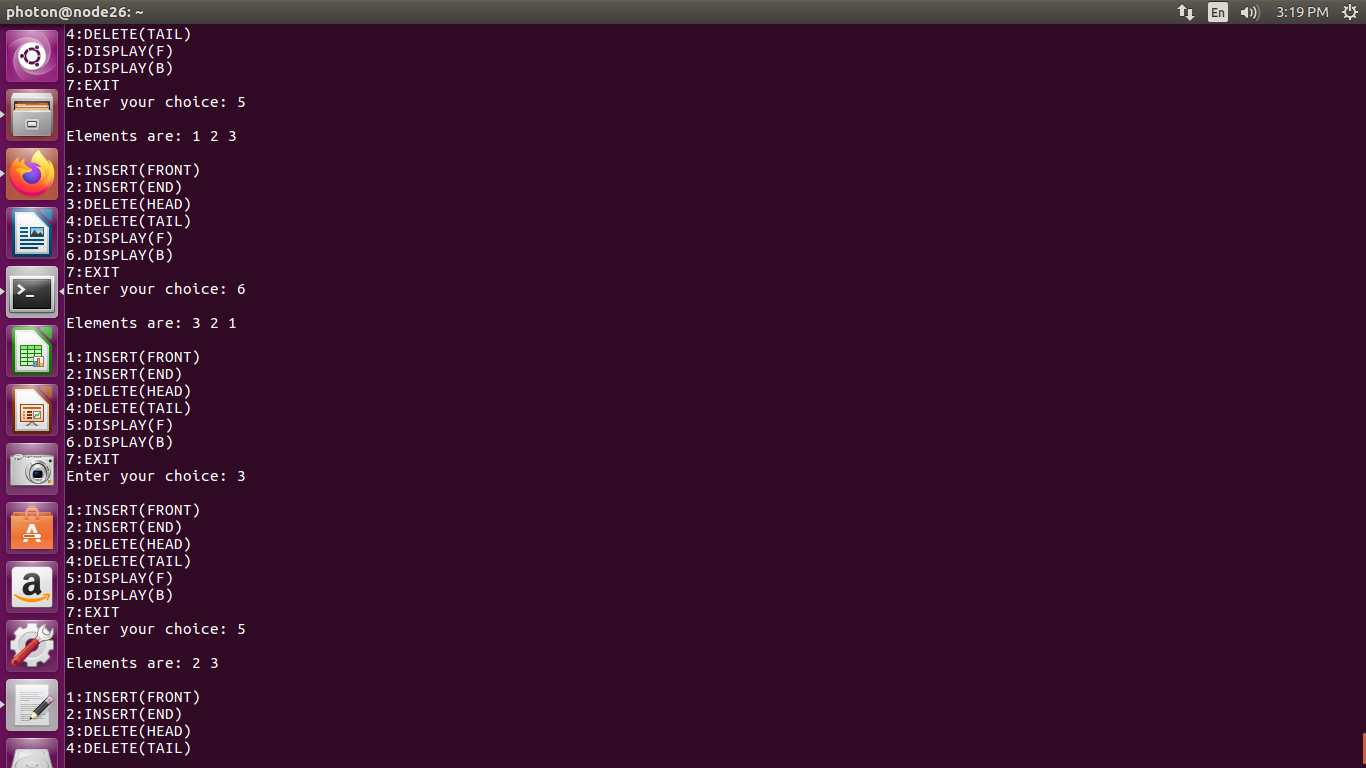 photon@node26: ~
En
3:19 PM
4:DELETE(TAIL)
5:DISPLAY(F)
6.DISPLAY(B)
7:EXIT
Enter your choice: 5
Elements are: 1 2 3
1:INSERT(FRONT)
2:INSERT(END)
3:DELETE(HEAD)
4:DELETE(TAIL)
5:DISPLAY(F)
6.DISPLAY(B)
7:EXIT
Enter your choice: 6
Elements are: 3 2 1
1:INSERT(FRONT)
2:INSERT(END)
3:DELETE(HEAD)
4:DELETE(TAIL)
5:DISPLAY(F)
6.DISPLAY(B)
7:EXIT
Enter your choice: 3
1:INSERT(FRONT)
2:INSERT(END)
3:DELETE(HEAD)
4:DELETE(TAIL)
5:DISPLAY(F)
6.DISPLAY(B)
7:EXIT
Enter your choice: 5
Elements are: 2 3
1:INSERT(FRONT)
2:INSERT(END)
3:DELETE(HEAD)
4:DELETE(TAIL)